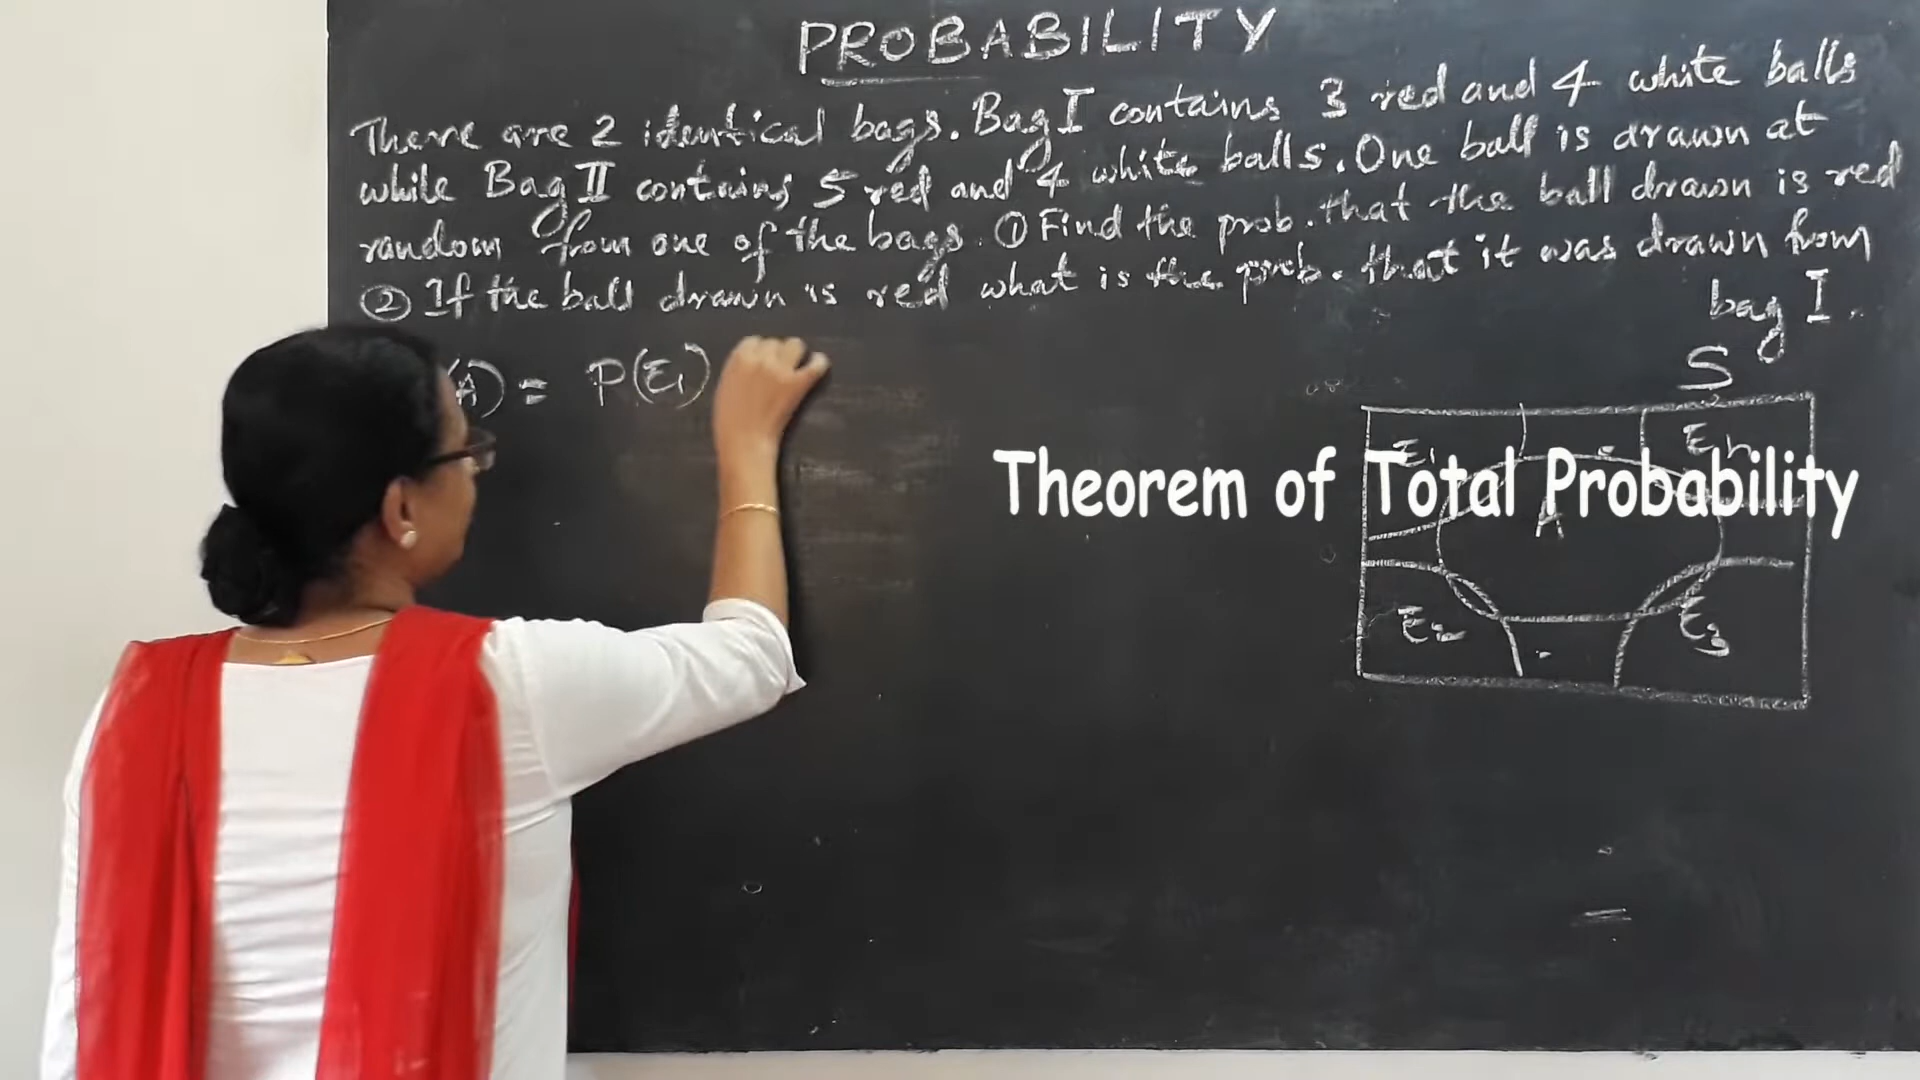 PROBABILITY
There are 2 identical bags. Bag I contains 3 red and 4 white balls
while Bag II contains 5 red and 4 white balls. One ball is drawn at
random from one of the bags. ① Find the prob. that the ball drawn is red
② If the ball drawn is red what is the prob. that it was drawn from
bag I.
(A) = P(E₁)
S
E₁ Eₙ
Theorem of Total Probability
A
E₂ E₃